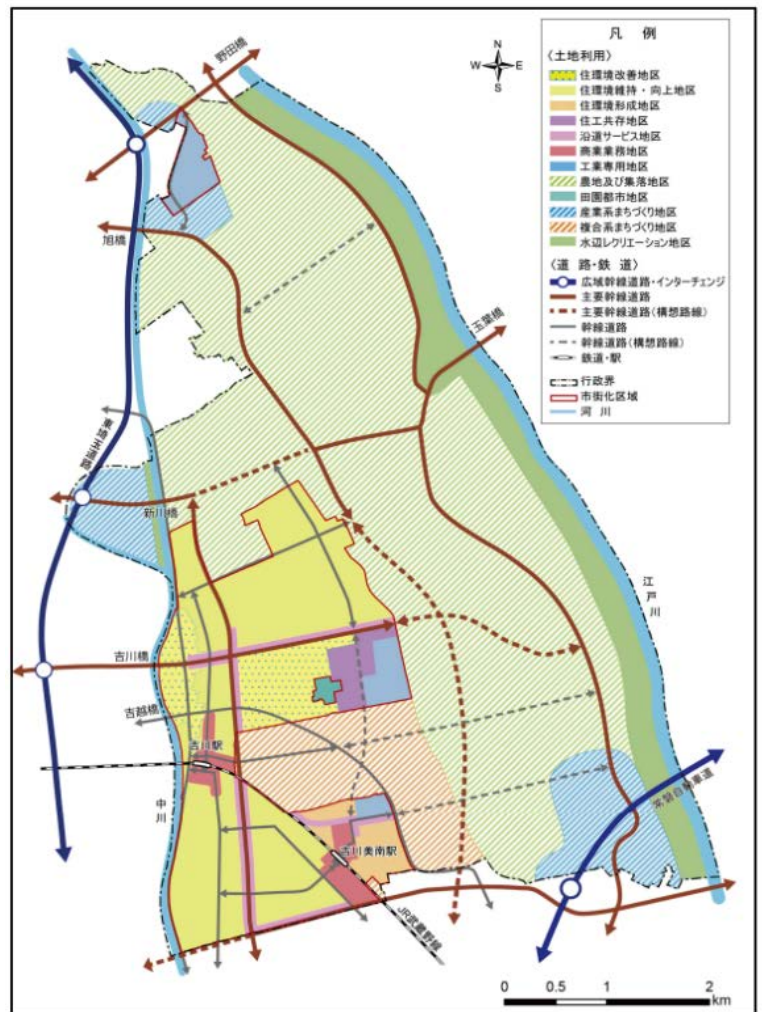 凡 例
〈土地利用〉
住環境改善地区
住環境維持・向上地区
住環境形成地区
住工共存地区
沿道サービス地区
商業業務地区
工業専用地区
農地及び集落地区
田園都市地区
産業系まちづくり地区
複合系まちづくり地区
水辺レクリエーション地区
〈道 路・鉄 道〉
広域幹線道路・インターチェンジ
主要幹線道路
主要幹線道路(構想路線)
幹線道路
幹線道路(構想路線)
鉄道・駅
行政界
市街化区域
河 川
N
W E
S
野田橋
旭橋
玉葉橋
東埼玉道路
新川橋
江戸川
吉川橋
吉越橋
吉川駅
中川
常磐自動車道
吉川美南駅
JR武蔵野線
0 0.5 1 2
km